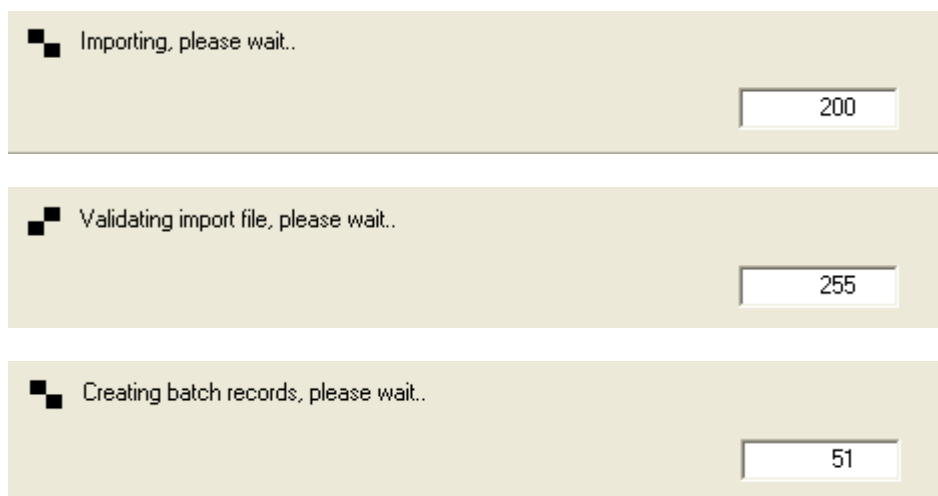 Importing, please wait..
200
Validating import file, please wait..
255
Creating batch records, please wait..
51